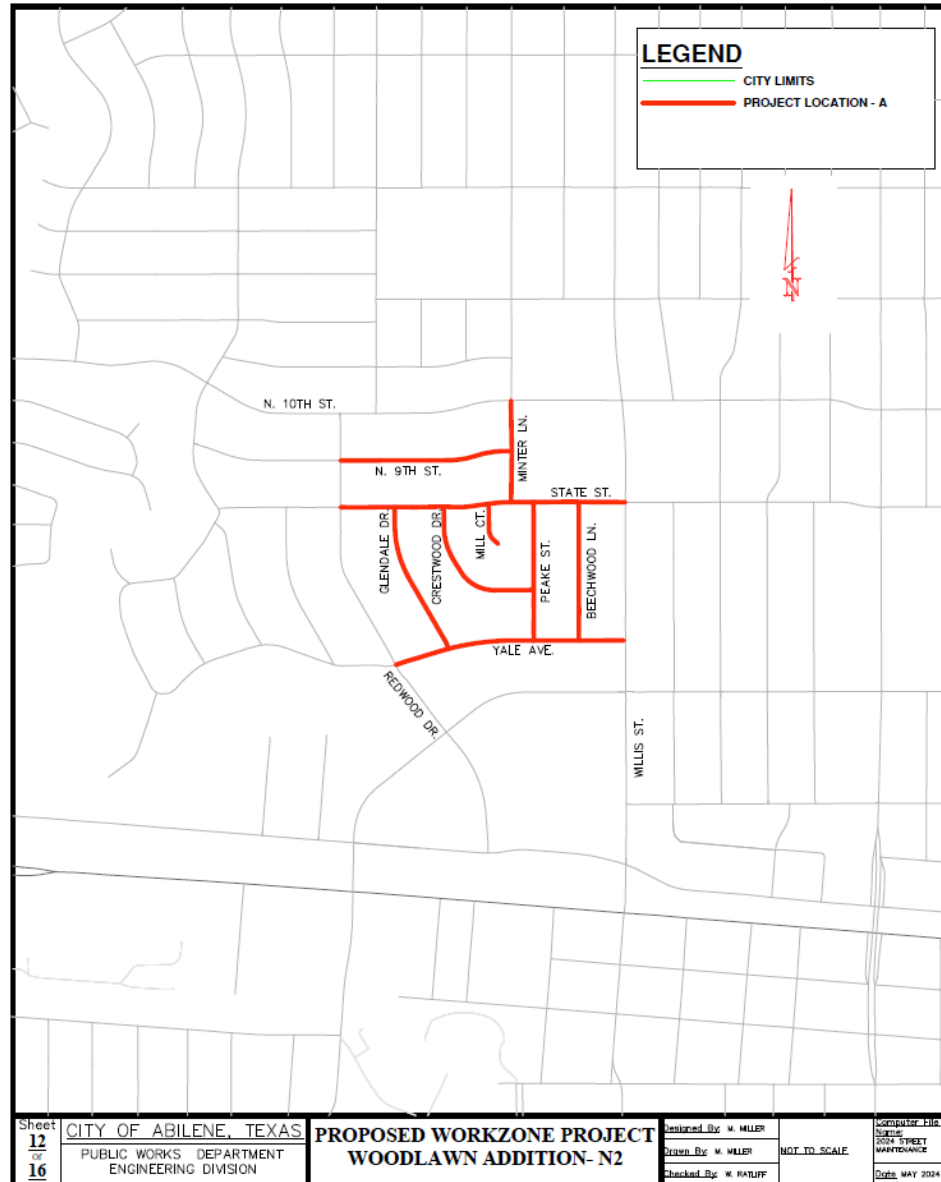 LEGEND
CITY LIMITS
PROJECT LOCATION - A
N
N. 10TH ST.
MINTER LN.
N. 9TH ST.
STATE ST.
GLENDALE DR.
CRESTWOOD DR.
MILL CT.
PEAKE ST.
BEECHWOOD LN.
YALE AVE.
REDWOOD DR.
WILLIS ST.
Sheet
12
or
16
CITY OF ABILENE, TEXAS
PUBLIC WORKS DEPARTMENT
ENGINEERING DIVISION
PROPOSED WORKZONE PROJECT
WOODLAWN ADDITION- N2
Designed By: M. MILLER
Drawn By: M. MILLER
Checked By: W. RATLIFF
NOT TO SCALE
Computer File
Name:
2024 STREET
MAINTENANCE
Date: MAY 2024